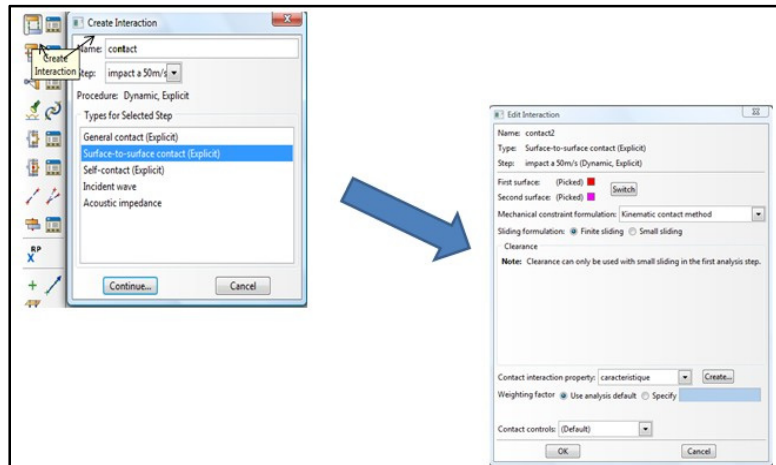 Create Interaction
Name: contact
Create
Interaction
Step: impact a 50m/s
Procedure: Dynamic, Explicit
Types for Selected Step
General contact (Explicit)
Surface-to-surface contact (Explicit)
Self-contact (Explicit)
Incident wave
Acoustic impedance
Continue...
Cancel
RP
Edit Interaction
Name: contact2
Type: Surface-to-surface contact (Explicit)
Step: impact a 50m/s (Dynamic, Explicit)
First surface: (Picked)
Switch
Second surface: (Picked)
Mechanical constraint formulation: Kinematic contact method
Sliding formulation: Finite sliding Small sliding
Clearance
Note: Clearance can only be used with small sliding in the first analysis step.
Contact interaction property: caracteristique Create...
Weighting factor Use analysis default Specify
Contact controls: (Default)
OK Cancel